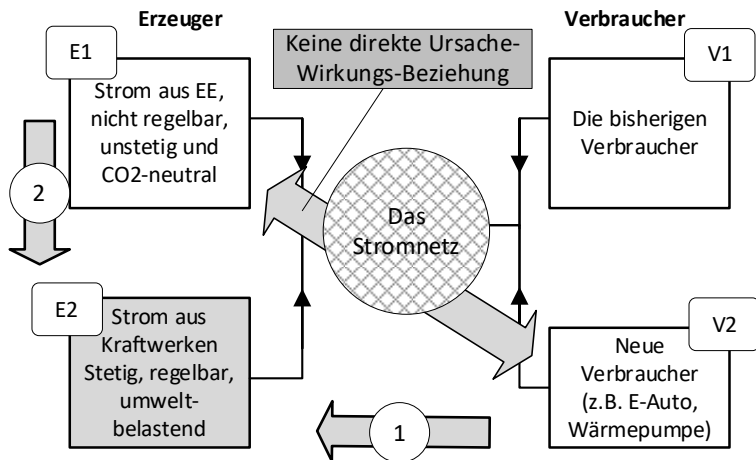 Erzeuger
Verbraucher
Keine direkte Ursache-
Wirkungs-Beziehung
E1
Strom aus EE,
nicht regelbar,
unstetig und
CO2-neutral
V1
Die bisherigen
Verbraucher
2
Das
Stromnetz
E2
Strom aus
Kraftwerken
Stetig, regelbar,
umwelt-
belastend
V2
Neue
Verbraucher
(z.B. E-Auto,
Wärmepumpe)
1